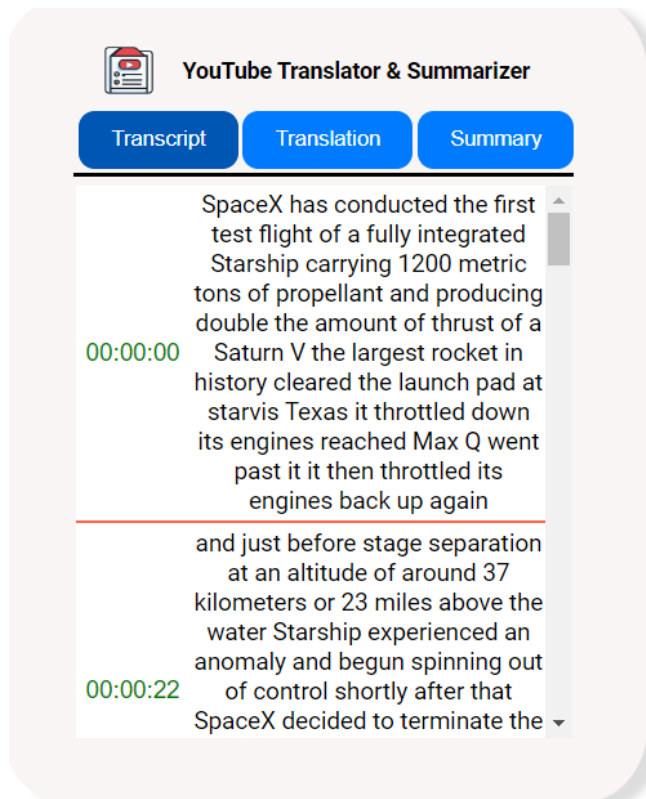 YouTube Translator & Summarizer
Transcript
Translation
Summary
SpaceX has conducted the first
test flight of a fully integrated
Starship carrying 1200 metric
tons of propellant and producing
double the amount of thrust of a
00:00:00
Saturn V the largest rocket in
history cleared the launch pad at
starvis Texas it throttled down
its engines reached Max Q went
past it it then throttled its
engines back up again
and just before stage separation
at an altitude of around 37
kilometers or 23 miles above the
water Starship experienced an
anomaly and begun spinning out
00:00:22
of control shortly after that
SpaceX decided to terminate the